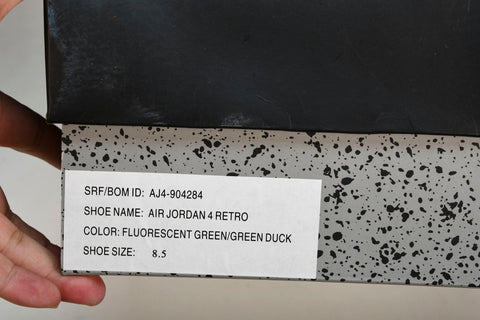 SRF/BOM ID: AJ4-904284
SHOE NAME: AIR JORDAN 4 RETRO
COLOR: FLUORESCENT GREEN/GREEN DUCK
SHOE SIZE: 8.5